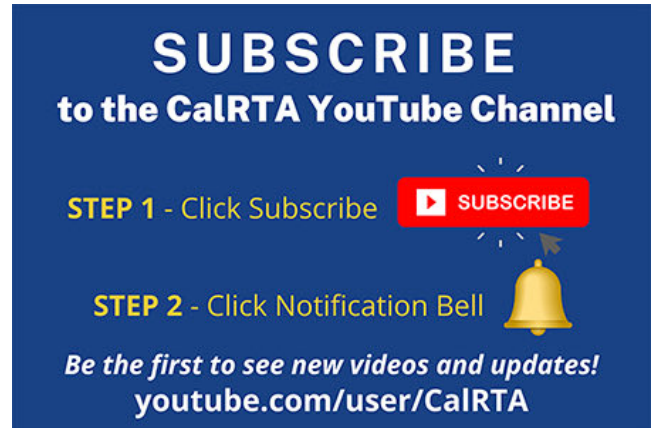 SUBSCRIBE
to the CalRTA YouTube Channel
STEP 1 - Click Subscribe SUBSCRIBE
STEP 2 - Click Notification Bell
Be the first to see new videos and updates!
youtube.com/user/CalRTA